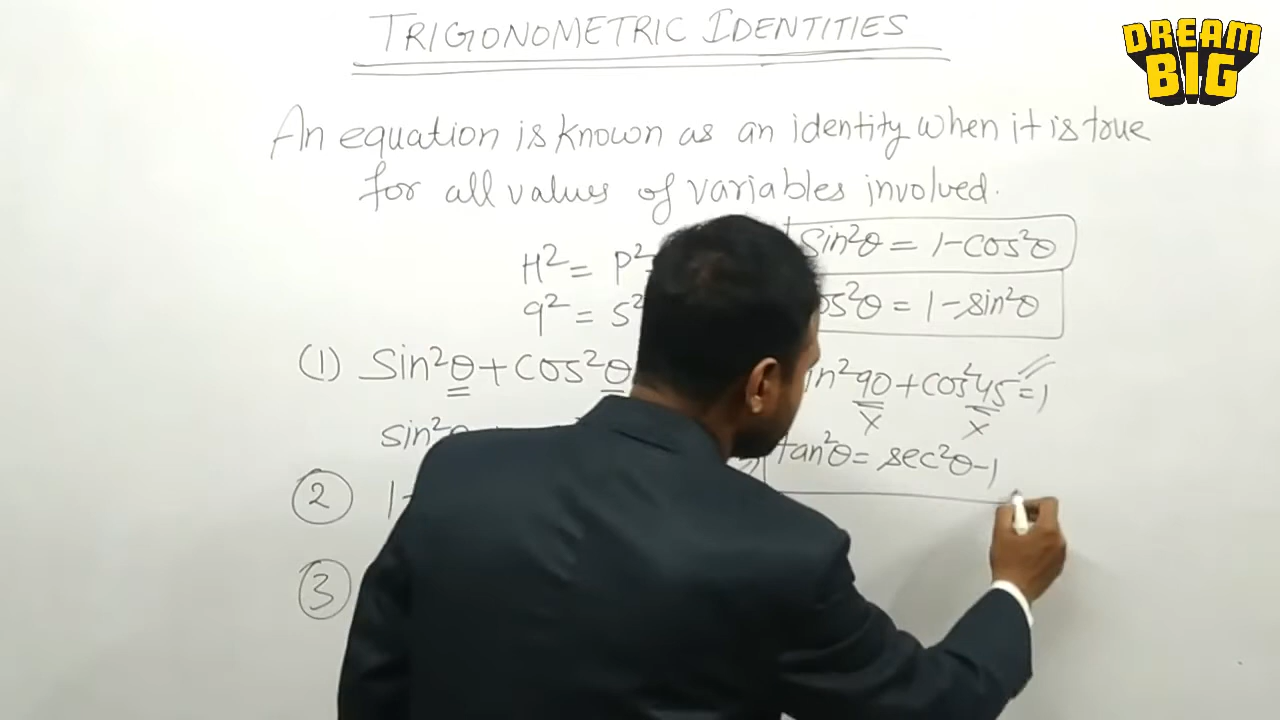 TRIGONOMETRIC IDENTITIES
DREAM
BIG
An equation is known as an identity when it is true
for all values of variables involved.
H² = P²
9² = 5²
Sin²θ = 1-cos²θ
os²θ = 1-sin²θ
(1) Sin²θ + cos²θ
in²90 + cos²45 = 1
x x
sin²θ
tan²θ = sec²θ-1
2 1
3